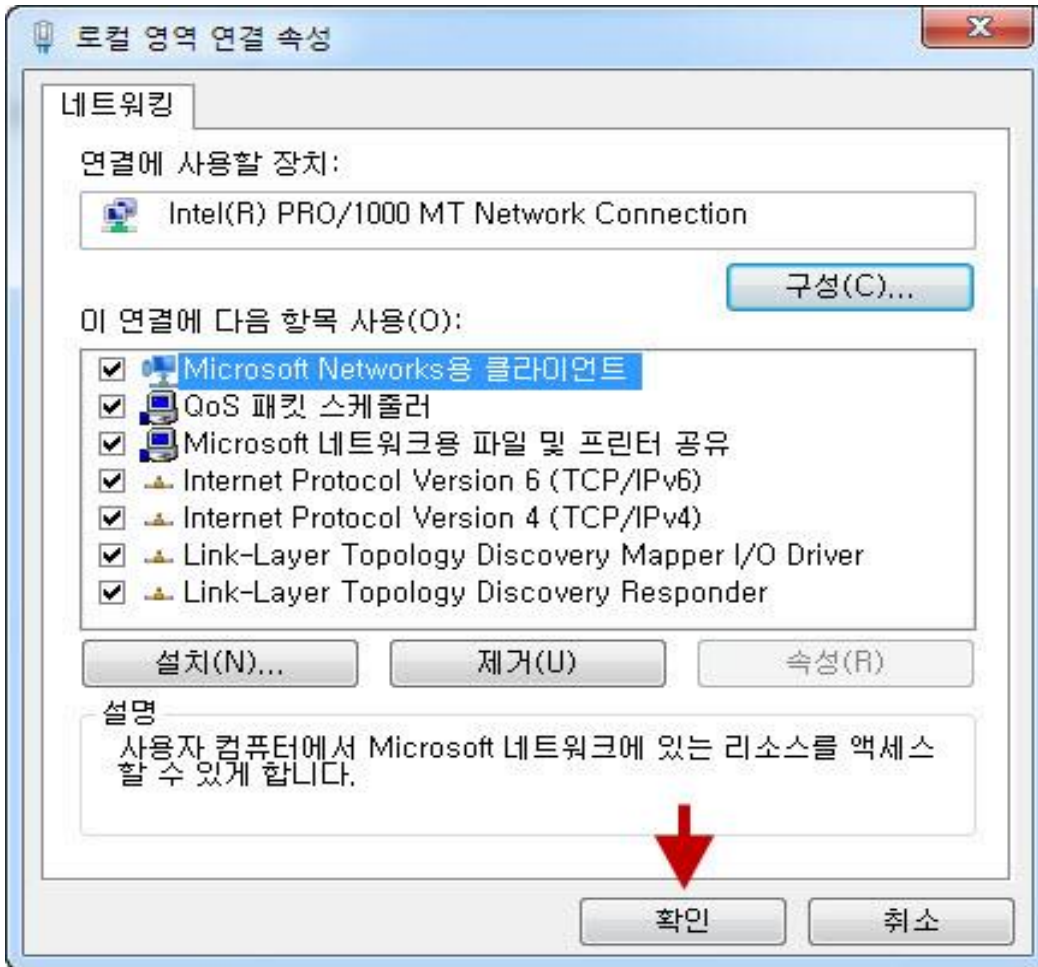 로컬 영역 연결 속성
네트워킹
연결에 사용할 장치:
Intel(R) PRO/1000 MT Network Connection
구성(C)...
이 연결에 다음 항목 사용(O):
Microsoft Networks용 클라이언트
QoS 패킷 스케줄러
Microsoft 네트워크용 파일 및 프린터 공유
Internet Protocol Version 6 (TCP/IPv6)
Internet Protocol Version 4 (TCP/IPv4)
Link-Layer Topology Discovery Mapper I/O Driver
Link-Layer Topology Discovery Responder
설치(N)... 제거(U) 속성(R)
설명
사용자 컴퓨터에서 Microsoft 네트워크에 있는 리소스를 액세스
할 수 있게 합니다.
확인 취소